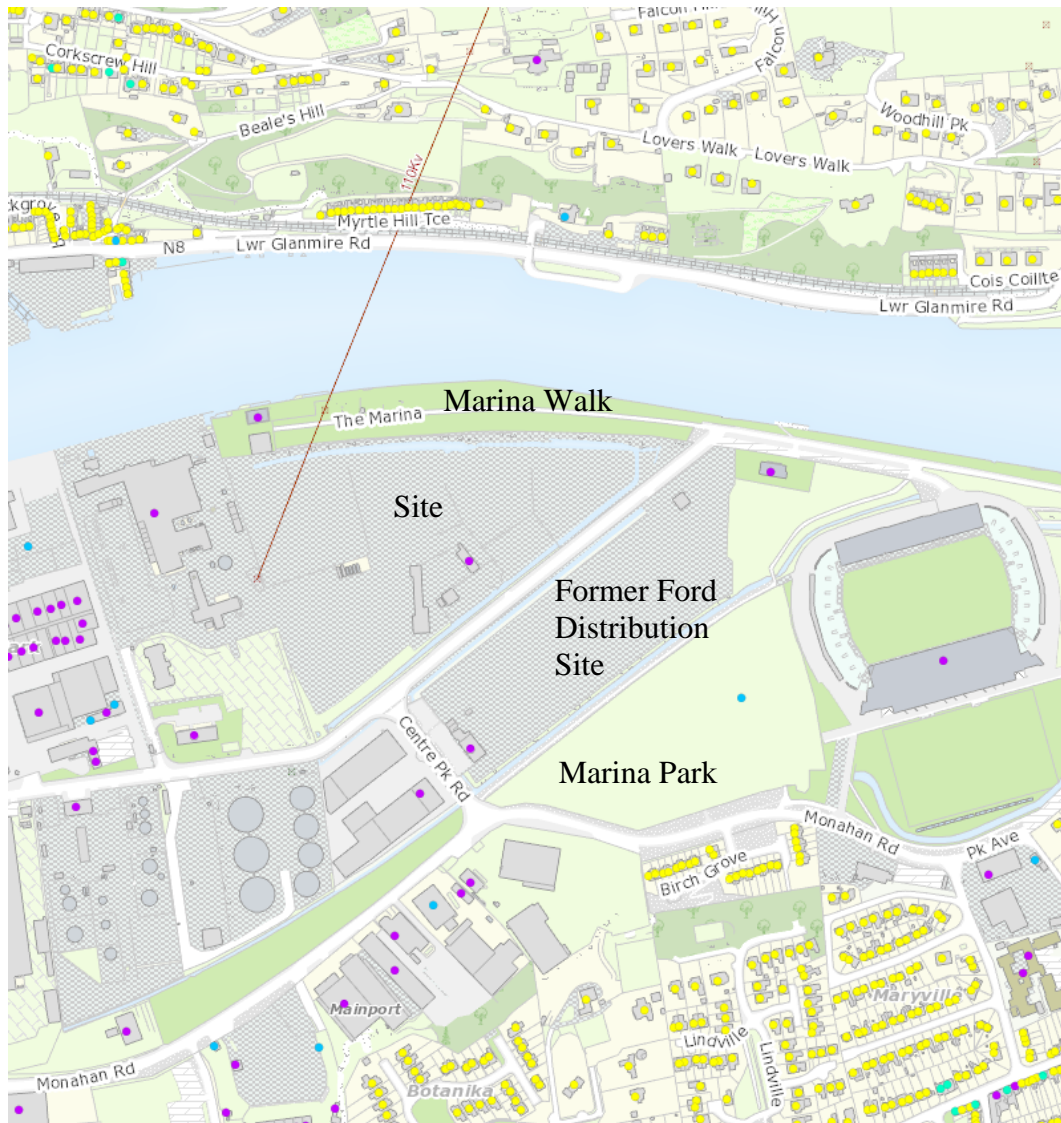 Falcon Hill
Falcon
Corkscrew Hill
Beale's Hill
Woodhill Pk
Lovers Walk
Lovers Walk
110Kv
Myrtle Hill Tce
N8
Lwr Glanmire Rd
Cois Coillte
Lwr Glanmire Rd
Marina Walk
The Marina
Site
Former Ford
Distribution
Site
Centre Pk Rd
Marina Park
Monahan Rd
Pk Ave
Birch Grove
Maryville
Mainport
Lindville
Lindville
Monahan Rd
Botanika